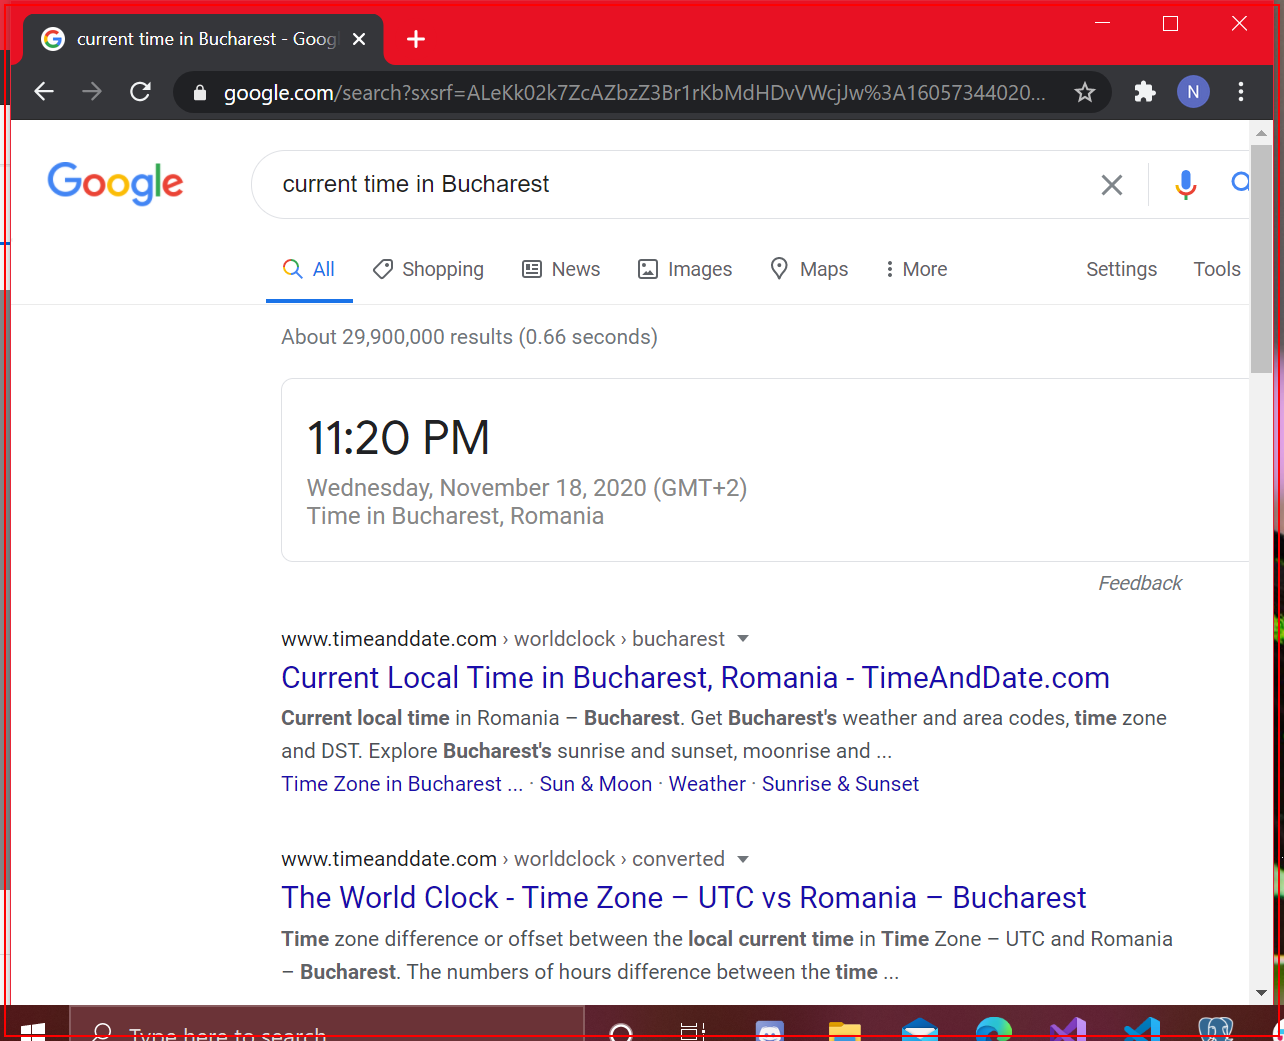 current time in Bucharest - Goog
google.com/search?sxsrf=ALeKk02k7ZcAZbzZ3Br1rKbMdHDvVWcjJw%3A16057344020...
N
Google
current time in Bucharest
All
Shopping
News
Images
Maps
More
Settings
Tools
About 29,900,000 results (0.66 seconds)
11:20 PM
Wednesday, November 18, 2020 (GMT+2)
Time in Bucharest, Romania
Feedback
www.timeanddate.com › worldclock › bucharest
Current Local Time in Bucharest, Romania - TimeAndDate.com
Current local time in Romania – Bucharest. Get Bucharest's weather and area codes, time zone
and DST. Explore Bucharest's sunrise and sunset, moonrise and ...
Time Zone in Bucharest ... · Sun & Moon · Weather · Sunrise & Sunset
www.timeanddate.com › worldclock › converted
The World Clock - Time Zone – UTC vs Romania – Bucharest
Time zone difference or offset between the local current time in Time Zone – UTC and Romania
– Bucharest. The numbers of hours difference between the time ...
Type here to search